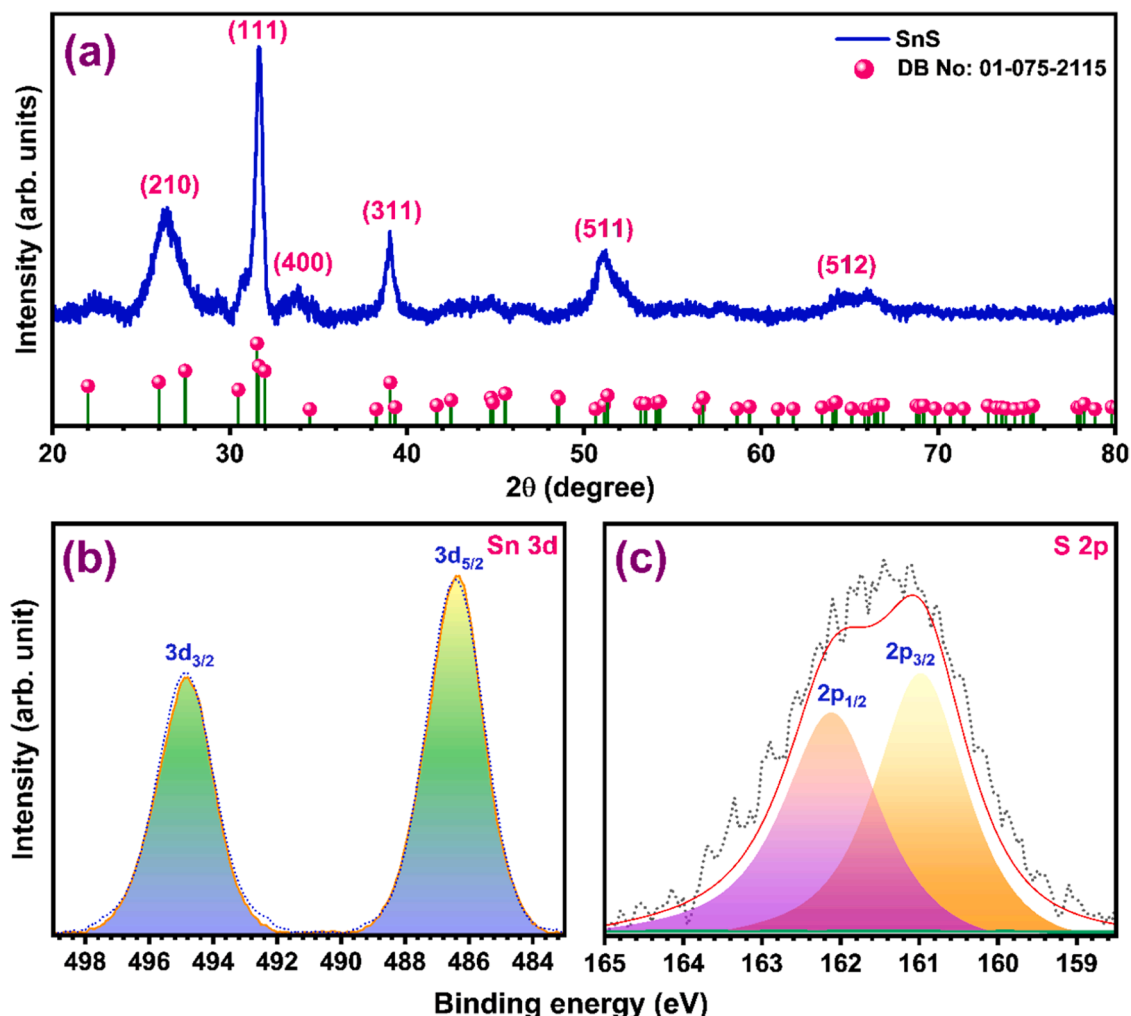 (a)
(111)
SnS
DB No: 01-075-2115
(210)
(311)
(400)
(511)
(512)
Intensity (arb. units)
20 30 40 50 60 70 80
2θ (degree)
(b)
Sn 3d
3d5/2
3d3/2
498 496 494 492 490 488 486 484
(c)
S 2p
2p3/2
2p1/2
165 164 163 162 161 160 159
Intensity (arb. unit)
Binding energy (eV)